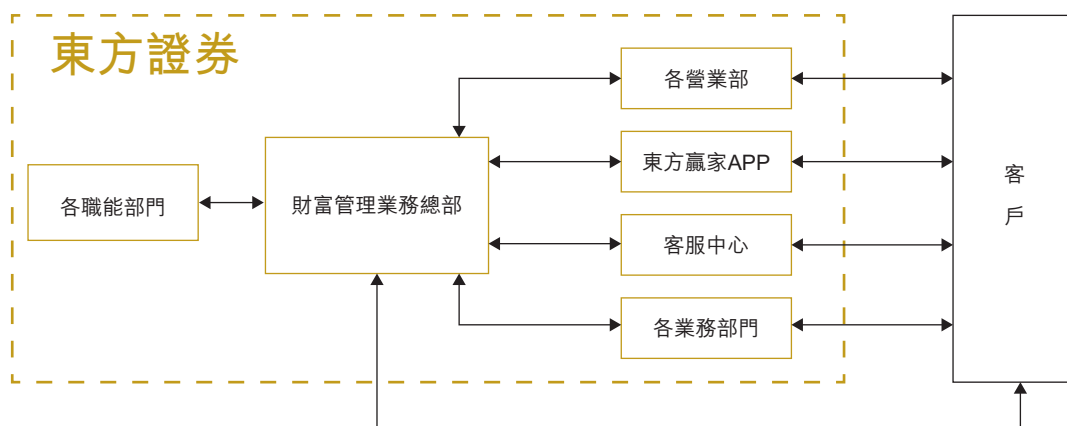 東方證券
各營業部
東方贏家APP
各職能部門
財富管理業務總部
客服中心
各業務部門
客
戶